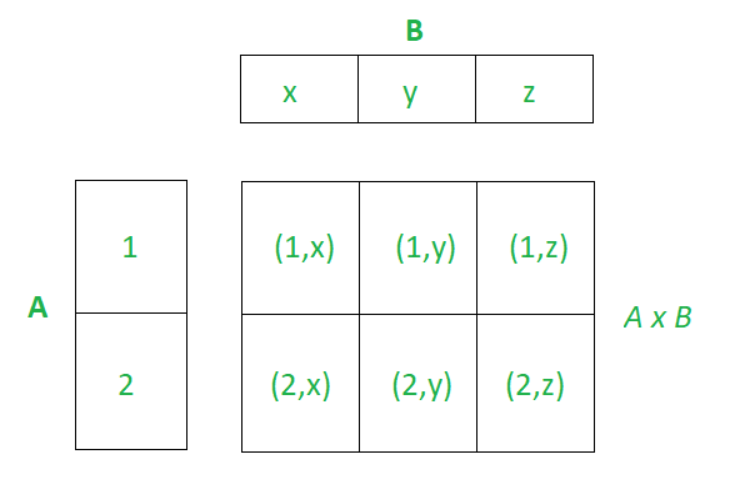 B
x y z
1 (1,x) (1,y) (1,z)
A A x B
2 (2,x) (2,y) (2,z)